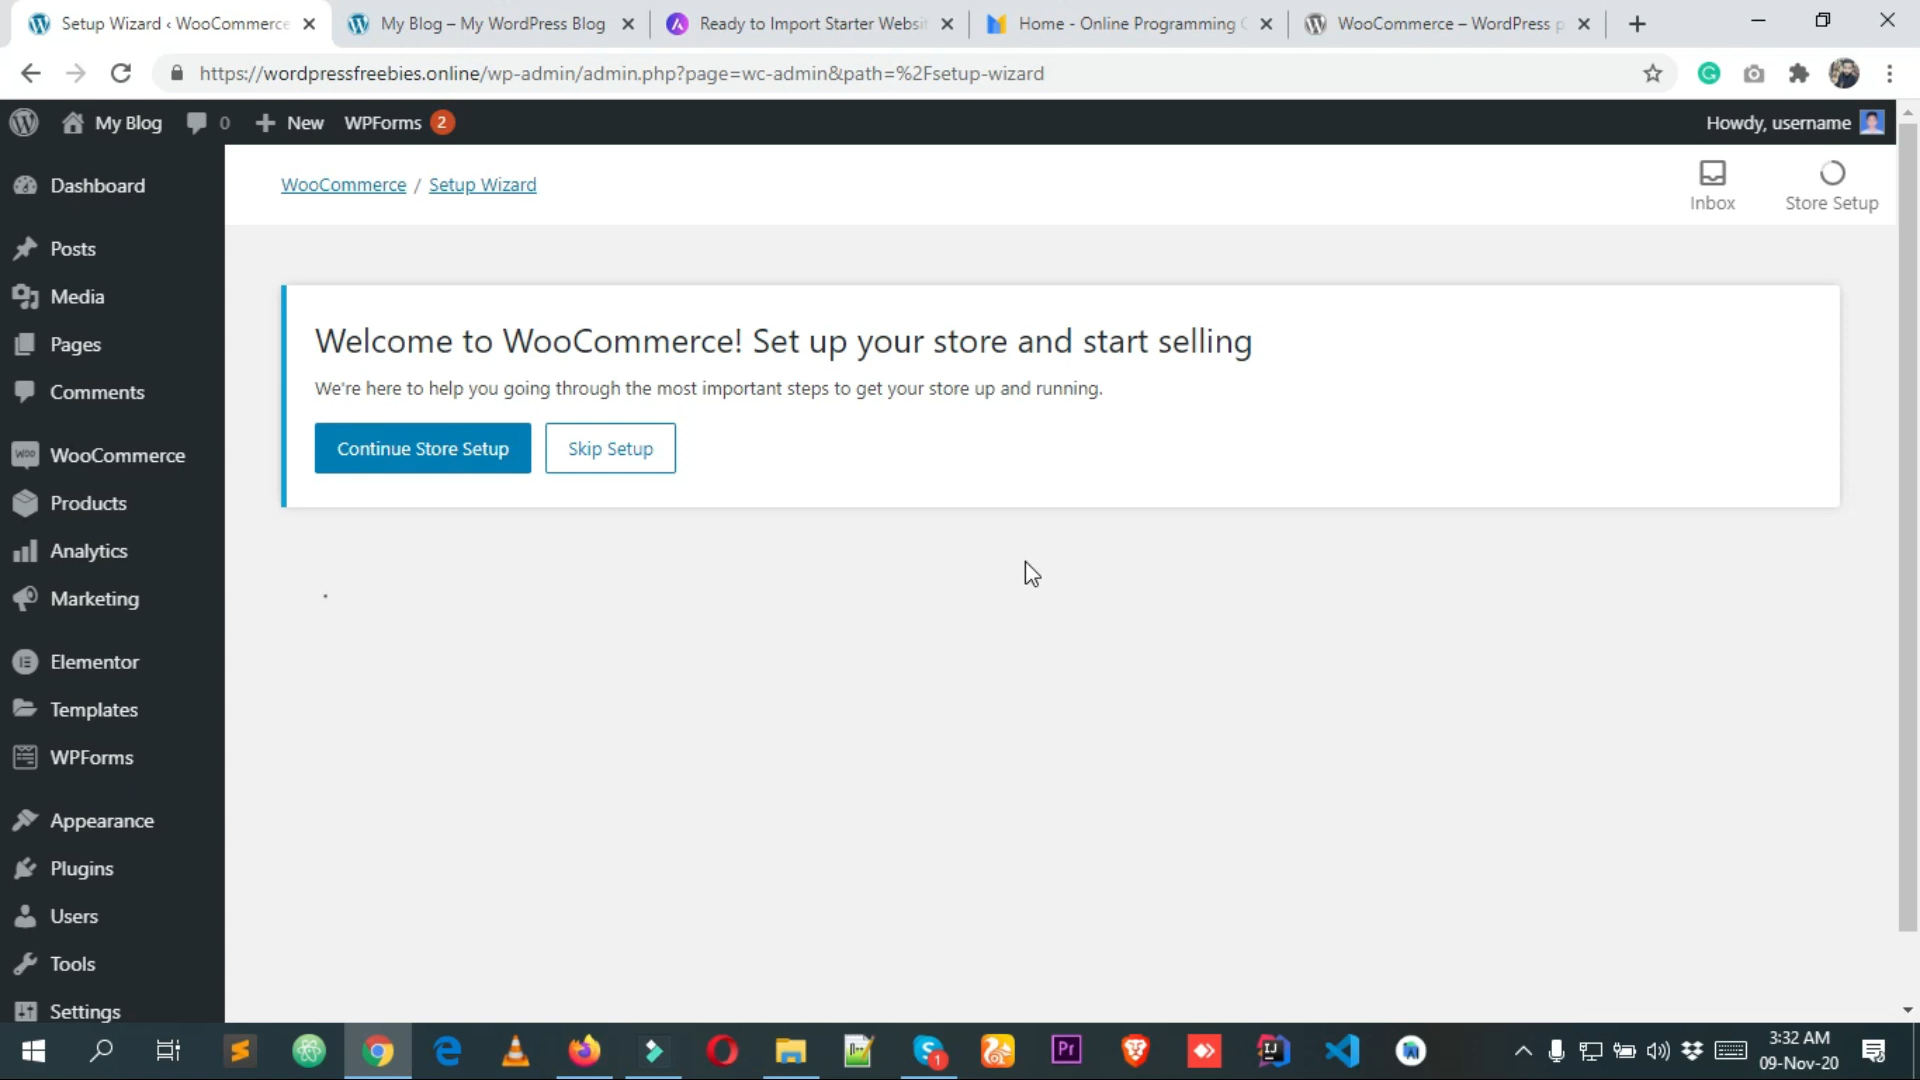 Setup Wizard ‹ WooCommerce
My Blog – My WordPress Blog
Ready to Import Starter Websi
Home - Online Programming
WooCommerce – WordPress p
https://wordpressfreebies.online/wp-admin/admin.php?page=wc-admin&path=%2Fsetup-wizard
My Blog
0
New
WPForms 2
Howdy, username
Dashboard
Posts
Media
Pages
Comments
WooCommerce
Products
Analytics
Marketing
Elementor
Templates
WPForms
Appearance
Plugins
Users
Tools
Settings
WooCommerce / Setup Wizard
Inbox
Store Setup
Welcome to WooCommerce! Set up your store and start selling
We're here to help you going through the most important steps to get your store up and running.
Continue Store Setup
Skip Setup
3:32 AM
09-Nov-20